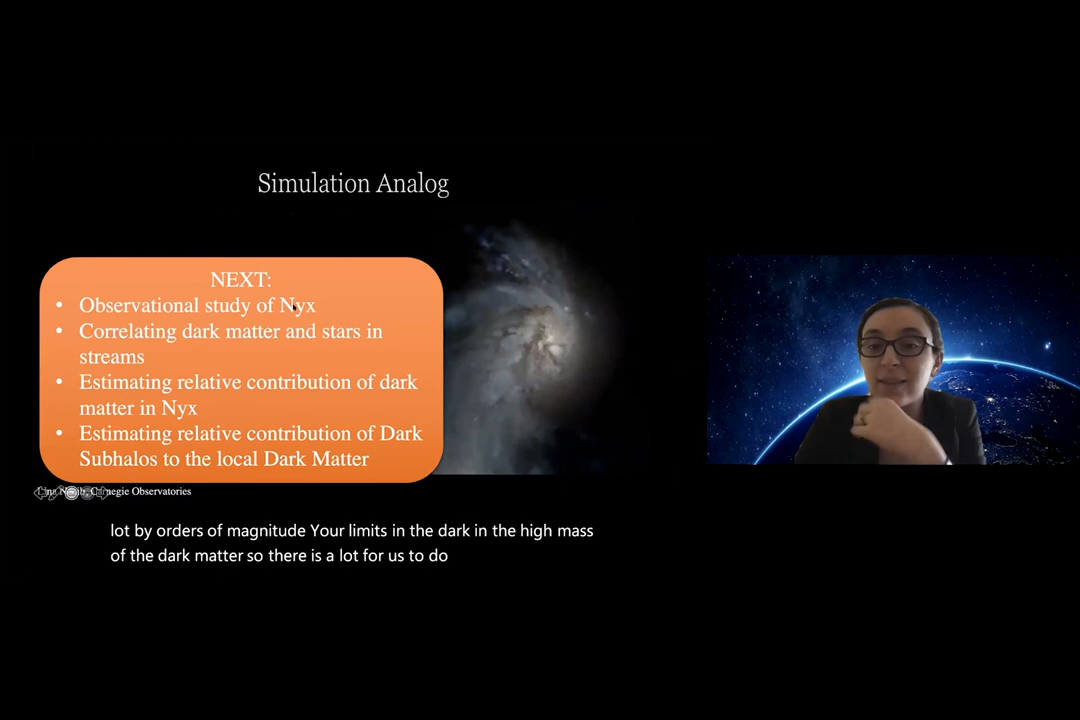 Simulation Analog
NEXT:
• Observational study of Nyx
• Correlating dark matter and stars in
streams
• Estimating relative contribution of dark
matter in Nyx
• Estimating relative contribution of Dark
Subhalos to the local Dark Matter
Carnegie Observatories
lot by orders of magnitude Your limits in the dark in the high mass
of the dark matter so there is a lot for us to do